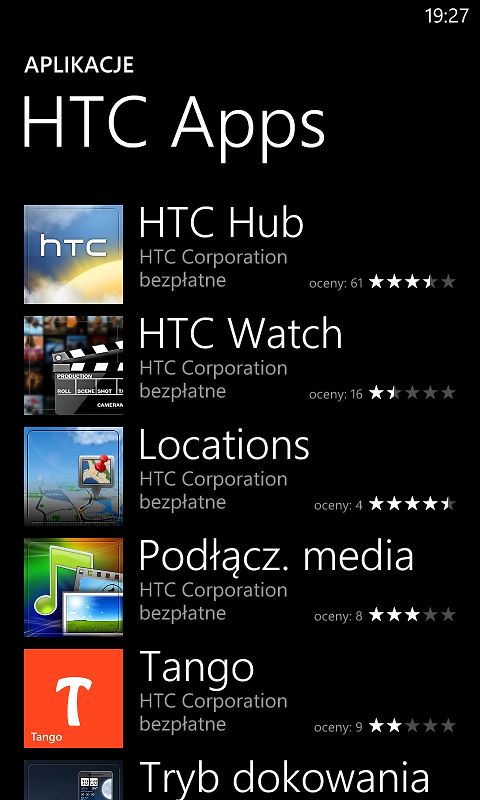 19:27
APLIKACJE
HTC Apps
hTC
HTC Hub
HTC Corporation
bezpłatne
oceny: 61
PRODUCTION
ROLL SCENE SHOT
CAMERAN
HTC Watch
HTC Corporation
bezpłatne
oceny: 16
Locations
HTC Corporation
bezpłatne
oceny: 4
Podłącz. media
HTC Corporation
bezpłatne
oceny: 8
T
Tango
Tango
HTC Corporation
bezpłatne
oceny: 9
Tryb dokowania